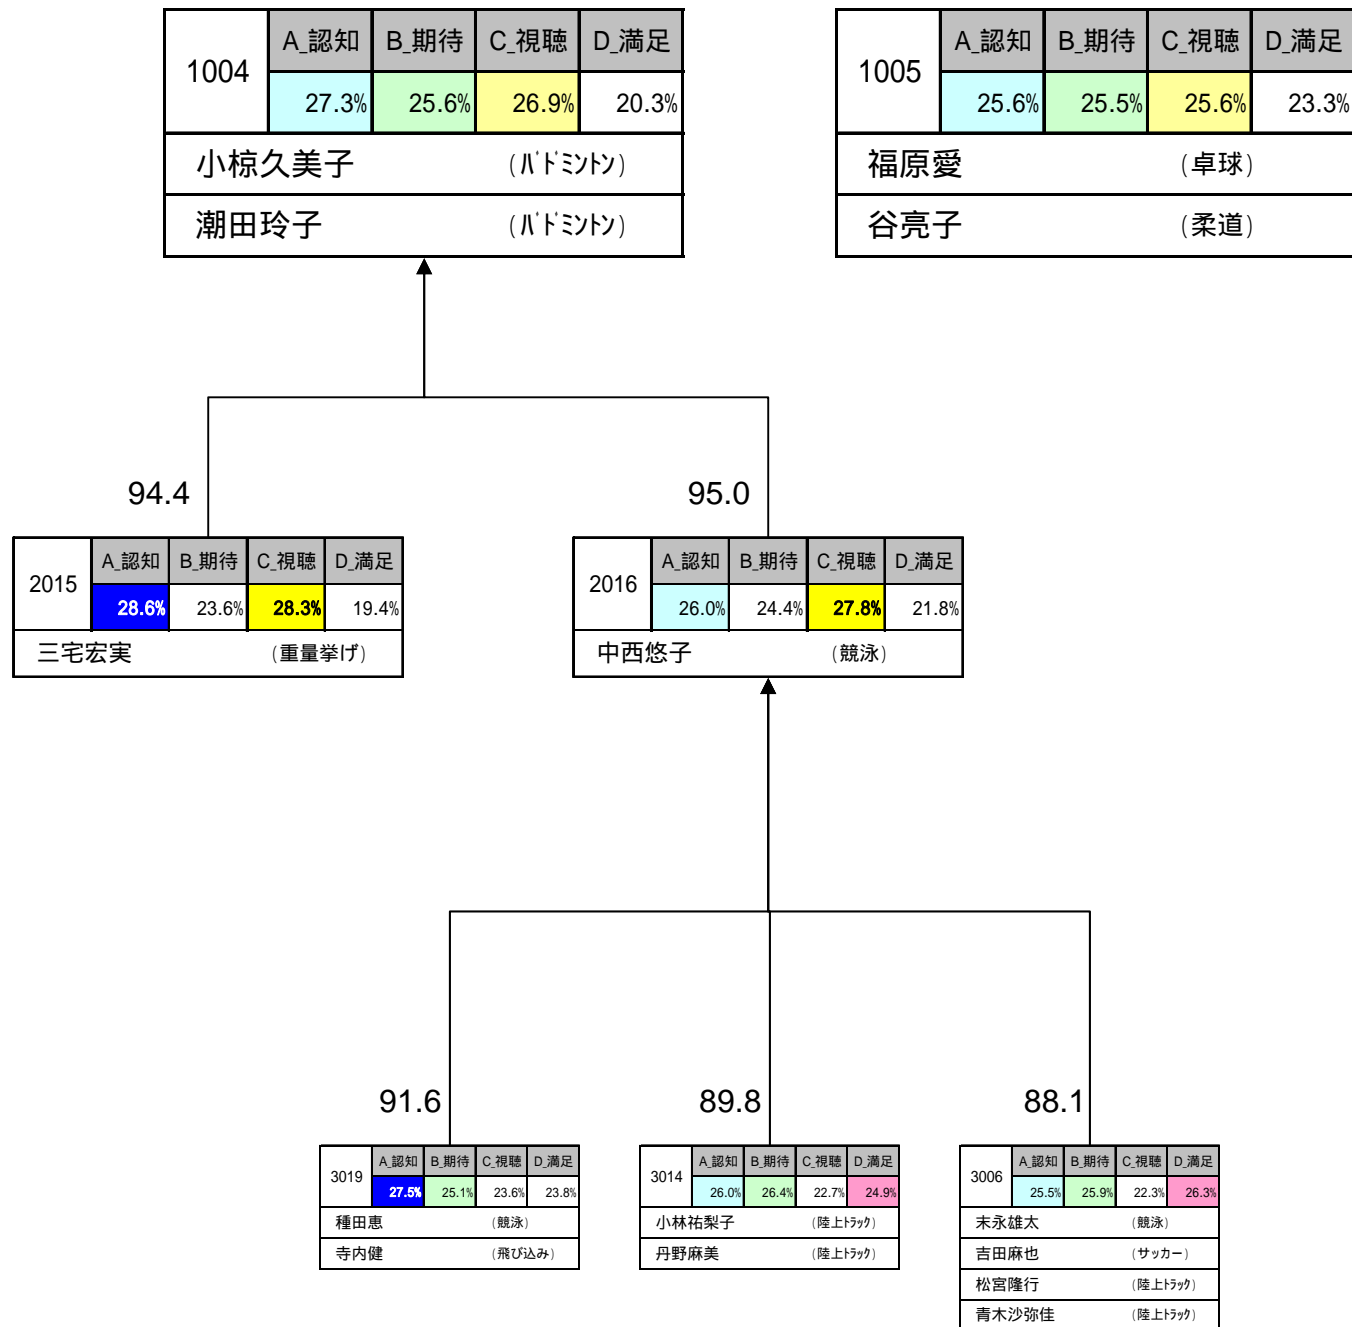 1004 A_認知 B_期待 C_視聴 D_満足
27.3% 25.6% 26.9% 20.3%
小椋久美子 (ﾊﾞﾄﾞﾐﾝﾄﾝ)
潮田玲子 (ﾊﾞﾄﾞﾐﾝﾄﾝ)
1005 A_認知 B_期待 C_視聴 D_満足
25.6% 25.5% 25.6% 23.3%
福原愛 (卓球)
谷亮子 (柔道)
94.4
95.0
2015 A_認知 B_期待 C_視聴 D_満足
28.6% 23.6% 28.3% 19.4%
三宅宏実 (重量挙げ)
2016 A_認知 B_期待 C_視聴 D_満足
26.0% 24.4% 27.8% 21.8%
中西悠子 (競泳)
91.6
89.8
88.1
3019 A_認知 B_期待 C_視聴 D_満足
27.5% 25.1% 23.6% 23.8%
種田恵 (競泳)
寺内健 (飛び込み)
3014 A_認知 B_期待 C_視聴 D_満足
26.0% 26.4% 22.7% 24.9%
小林祐梨子 (陸上ﾄﾗｯｸ)
丹野麻美 (陸上ﾄﾗｯｸ)
3006 A_認知 B_期待 C_視聴 D_満足
25.5% 25.9% 22.3% 26.3%
末永雄太 (競泳)
吉田麻也 (サッカー)
松宮隆行 (陸上ﾄﾗｯｸ)
青木沙弥佳 (陸上ﾄﾗｯｸ)